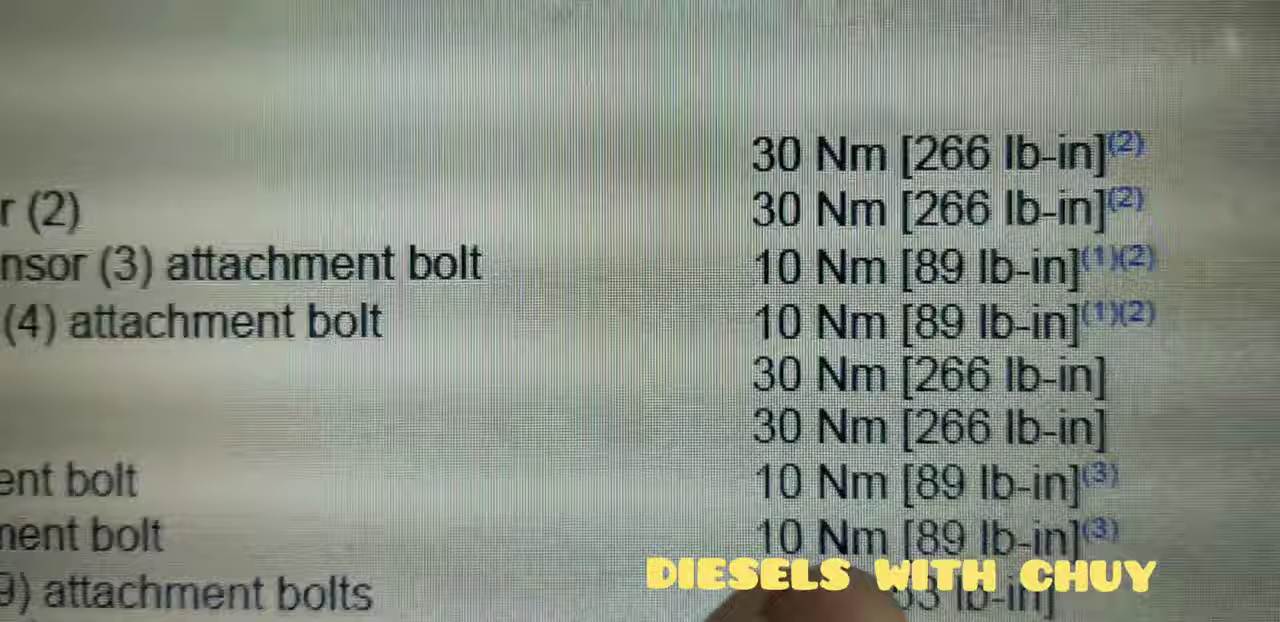 30 Nm [266 lb-in](2)
r (2) 30 Nm [266 lb-in](2)
nsor (3) attachment bolt 10 Nm [89 lb-in](1)(2)
(4) attachment bolt 10 Nm [89 lb-in](1)(2)
30 Nm [266 lb-in]
30 Nm [266 lb-in]
ent bolt 10 Nm [89 lb-in](3)
nent bolt 10 Nm [89 lb-in](3)
9) attachment bolts lb-in]
DIESELS WITH CHUY